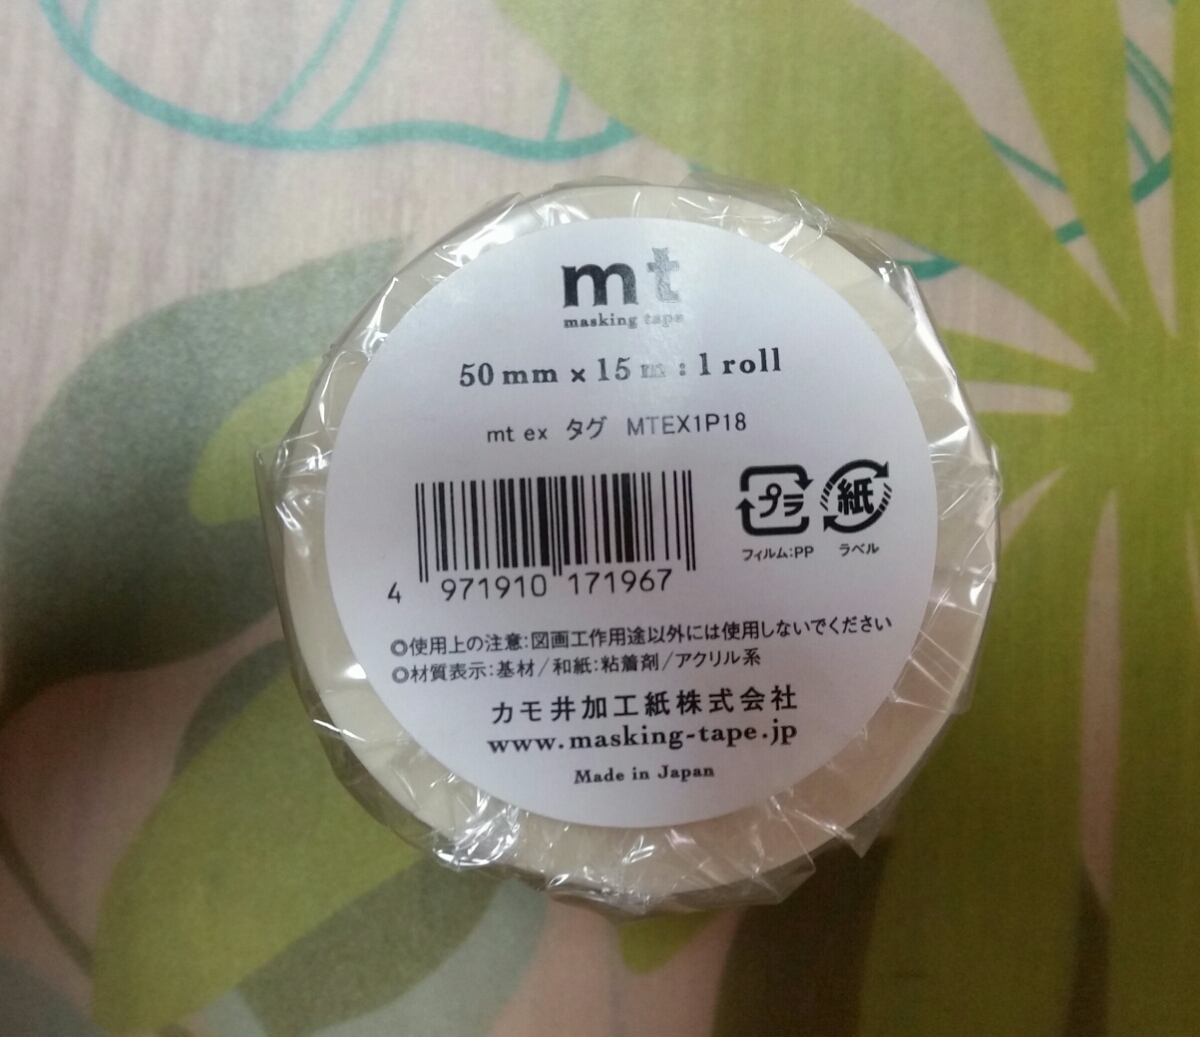 mt
masking tape
50 mm × 15 m : 1 roll
mt ex タグ MTEX1P18
プラ 紙
フィルム:PP ラベル
4 971910 171967
◎使用上の注意:図画工作用途以外には使用しないでください
◎材質表示:基材/和紙:粘着剤/アクリル系
カモ井加工紙株式会社
www.masking-tape.jp
Made in Japan